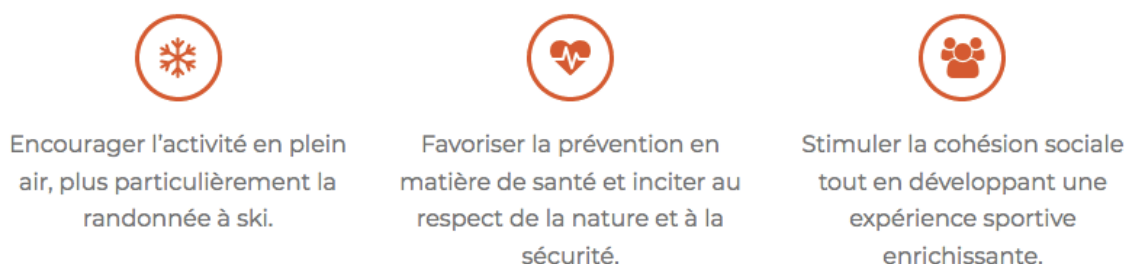 Encourager l’activité en plein
air, plus particulièrement la
randonnée à ski.
Favoriser la prévention en
matière de santé et inciter au
respect de la nature et à la
sécurité.
Stimuler la cohésion sociale
tout en développant une
expérience sportive
enrichissante.